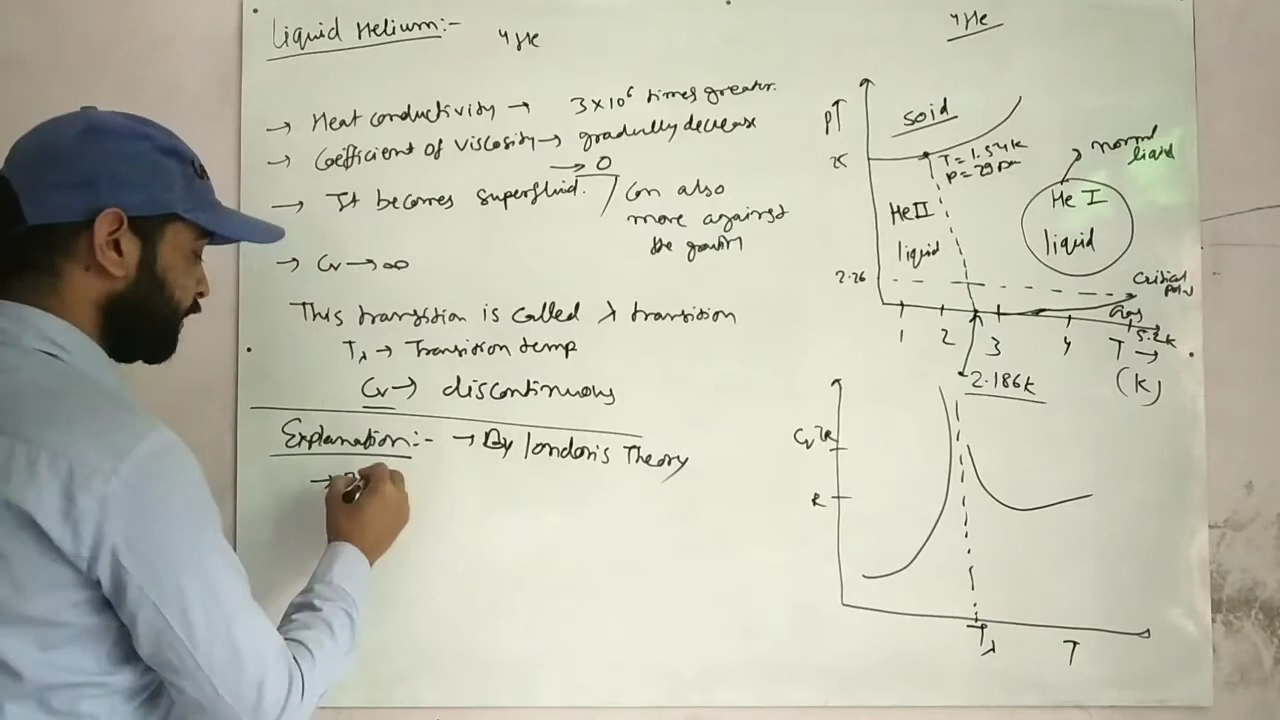 Liquid Helium:-
4He
→ Heat conductivity → 3×10⁶ times greater.
→ Coefficient of viscosity → gradually decrease
→ 0
→ It becomes superfluid.
Can also
move against
the
→ Cv → ∞
This transition is called λ transition
Tλ → Transition temp
Cv → discontinuous
Explanation:- → By london's Theory
4He
P↑
soid
25
T = 1.54K
P = 29
normal
liquid
He II
liquid
He I
liquid
2.26
Critical
point
Gas
1 2 3 4 5.2K
T →
(K)
2.186K
Cv 2R
R
Tλ
T